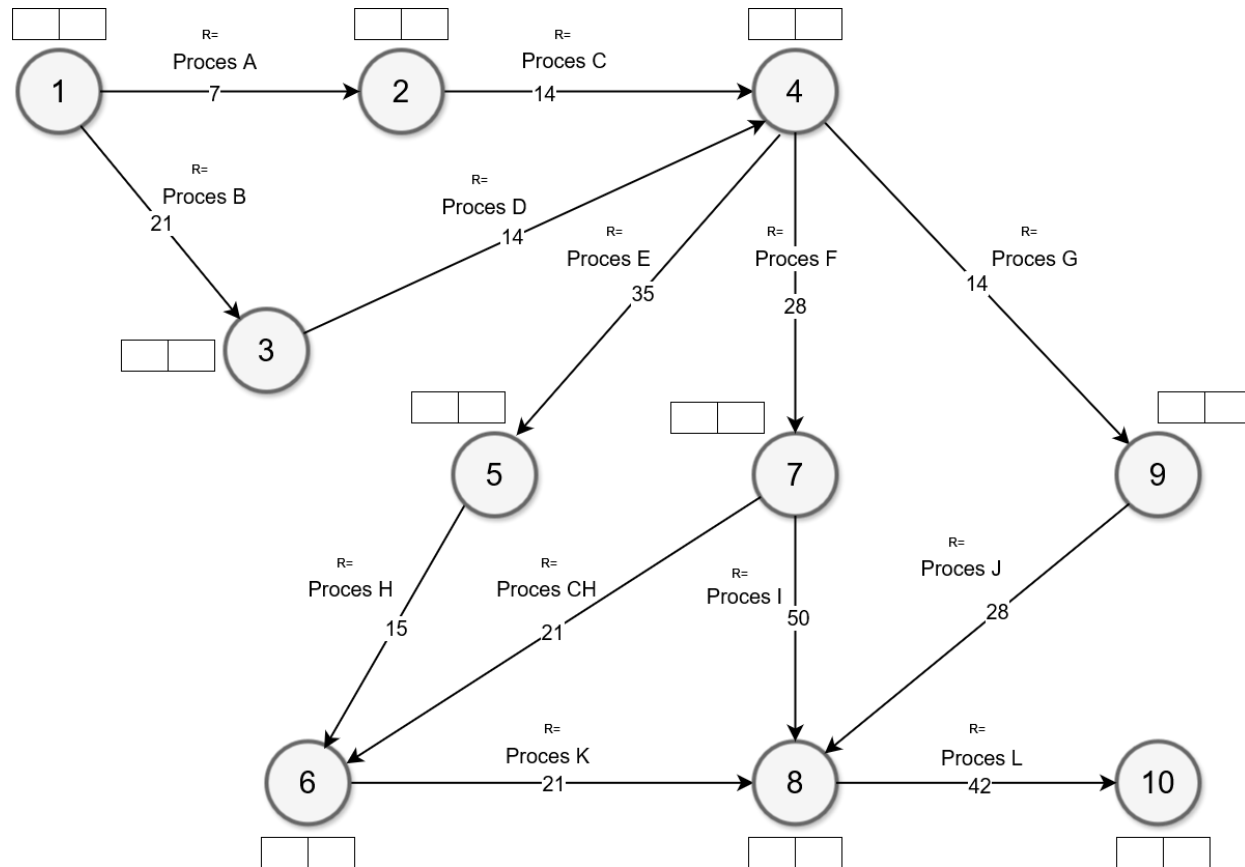 R=
Proces A
7
1
2
R=
Proces C
14
4
R=
Proces B
21
R=
Proces D
14
3
R=
Proces E
35
R=
Proces F
28
R=
Proces G
14
5
7
9
R=
Proces H
15
R=
Proces CH
21
R=
Proces I
50
R=
Proces J
28
6
R=
Proces K
21
8
R=
Proces L
42
10